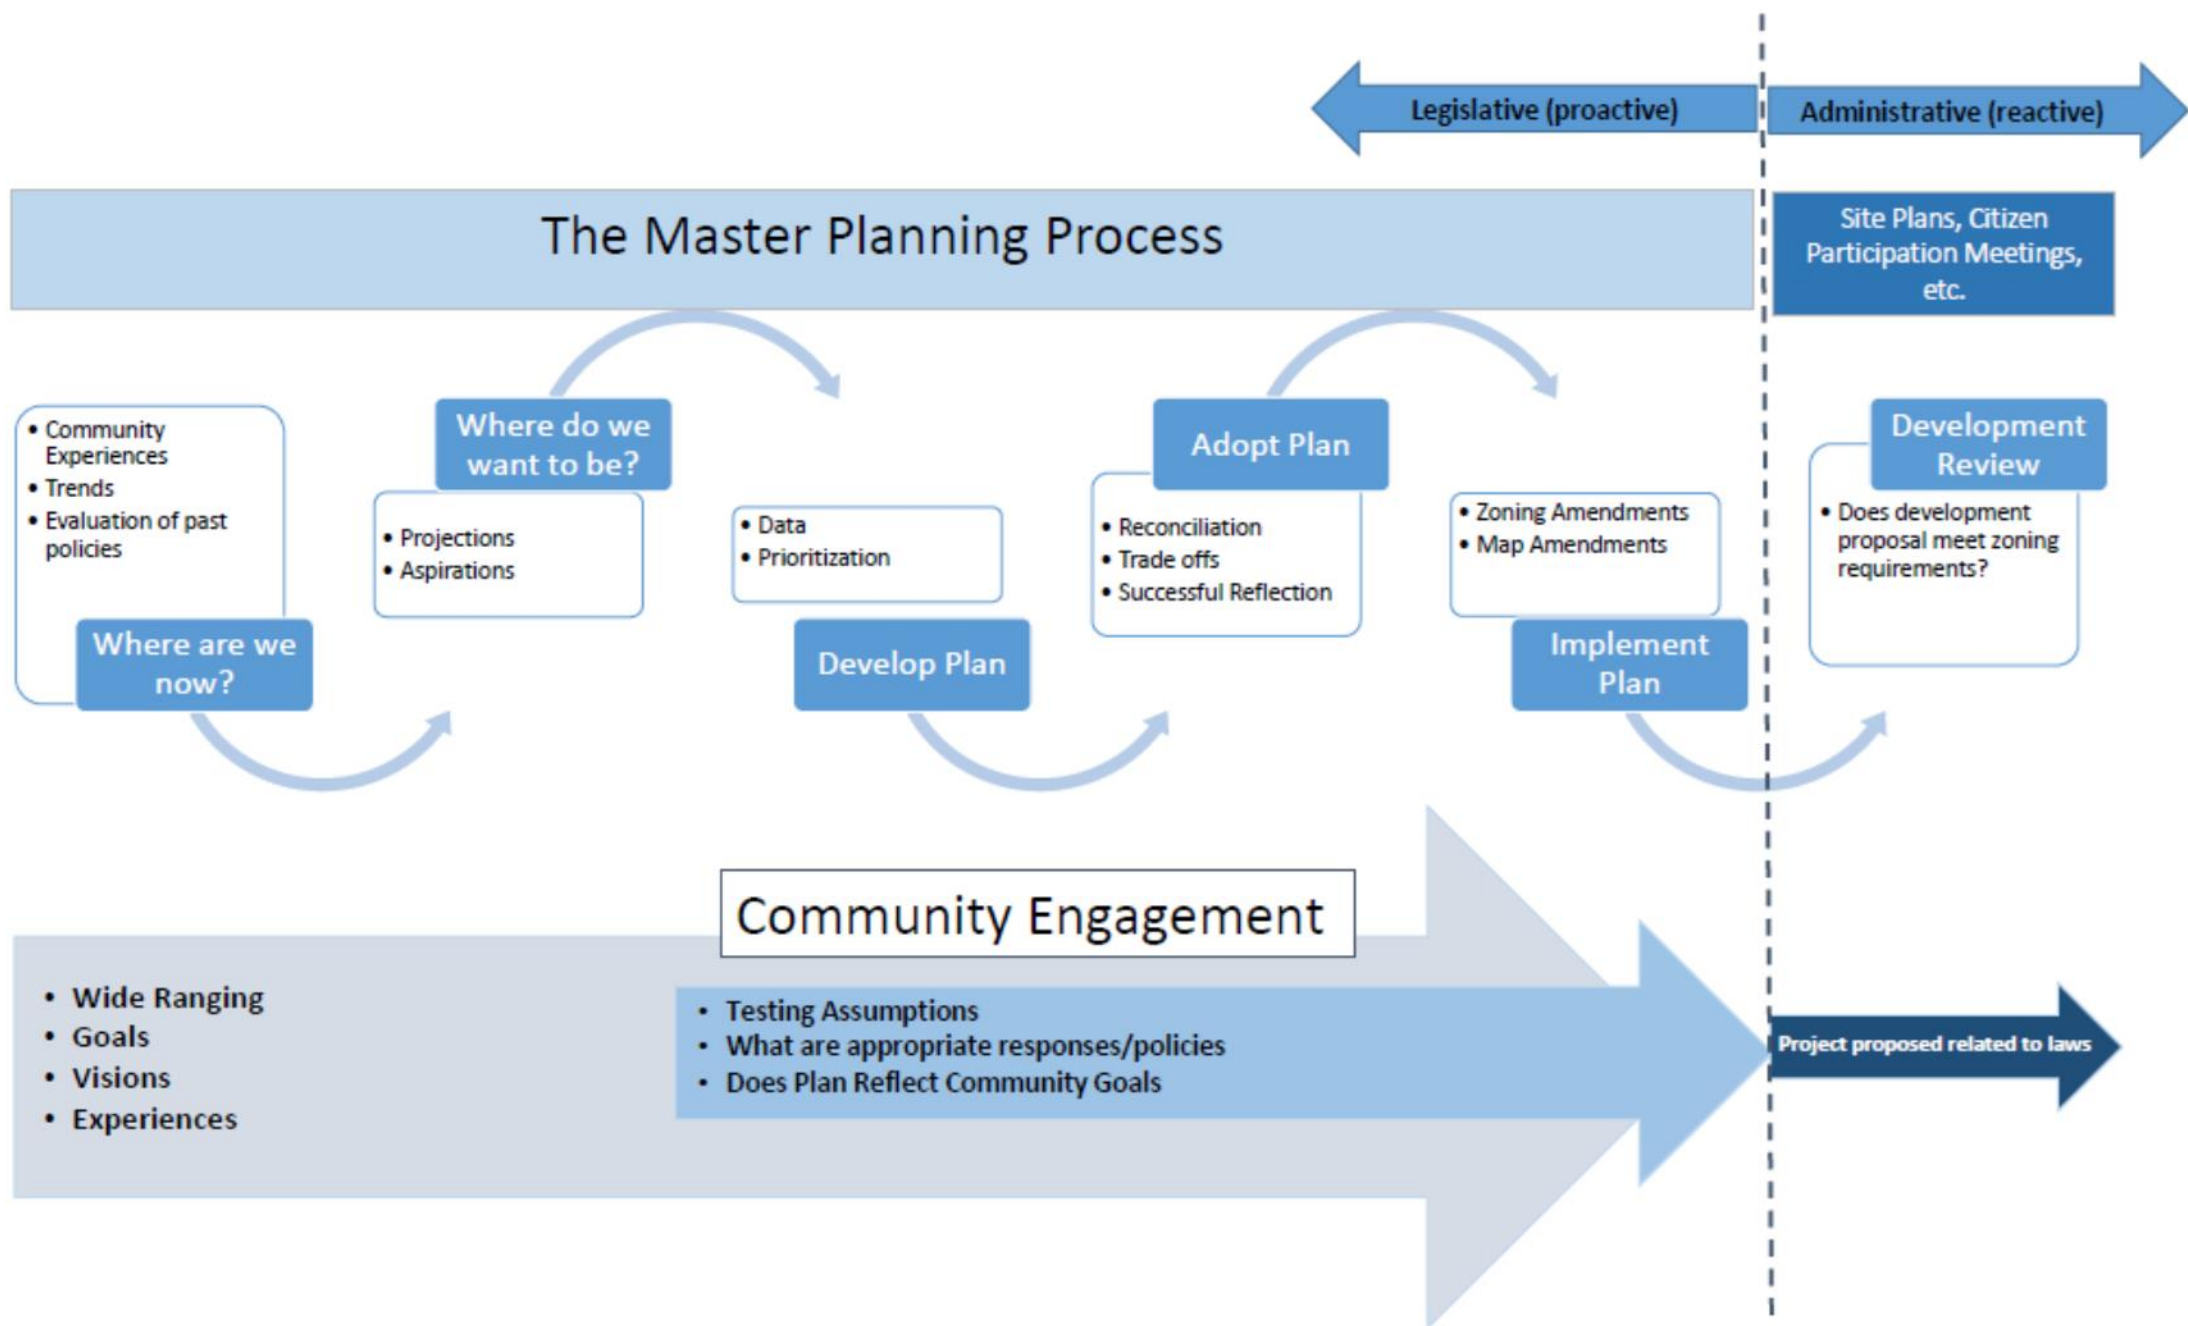 Legislative (proactive)
Administrative (reactive)
The Master Planning Process
Site Plans, Citizen
Participation Meetings,
etc.
• Community
Experiences
• Trends
• Evaluation of past
policies
Where are we
now?
Where do we
want to be?
• Projections
• Aspirations
• Data
• Prioritization
Develop Plan
Adopt Plan
• Reconciliation
• Trade offs
• Successful Reflection
• Zoning Amendments
• Map Amendments
Implement
Plan
Development
Review
• Does development
proposal meet zoning
requirements?
Community Engagement
• Wide Ranging
• Goals
• Visions
• Experiences
• Testing Assumptions
• What are appropriate responses/policies
• Does Plan Reflect Community Goals
Project proposed related to laws